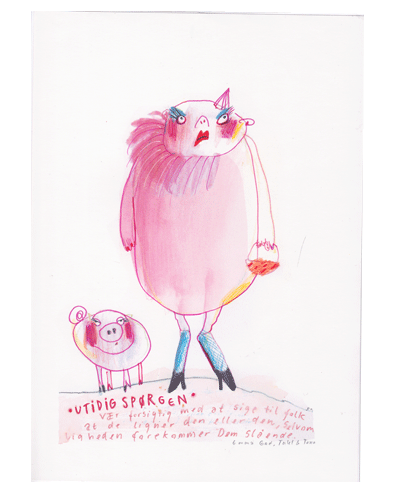 • UTIDIG SPØRGEN •
Vær forsigtig med at sige til folk
at de ligner den eller den, selvom
ligheden forekommer Dem slående.
Emma Gad, Takt & Tone